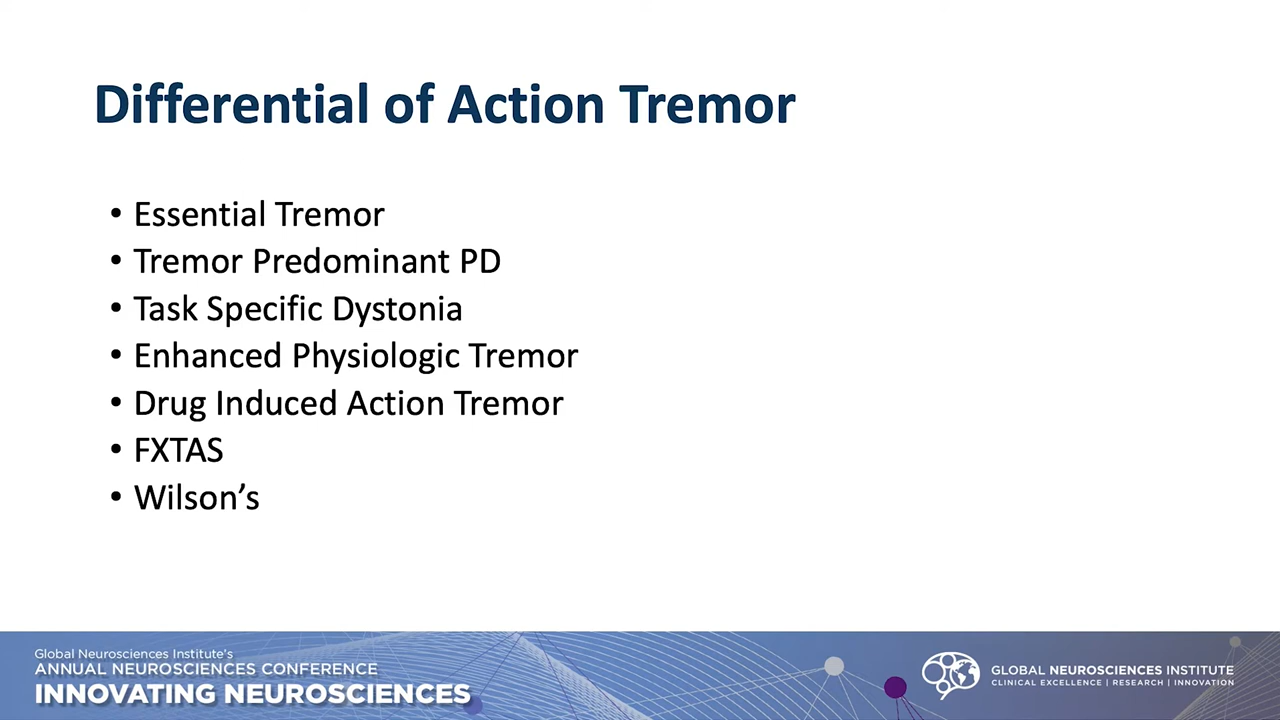 Differential of Action Tremor
• Essential Tremor
• Tremor Predominant PD
• Task Specific Dystonia
• Enhanced Physiologic Tremor
• Drug Induced Action Tremor
• FXTAS
• Wilson’s
Global Neurosciences Institute's
ANNUAL NEUROSCIENCES CONFERENCE
INNOVATING NEUROSCIENCES
GLOBAL NEUROSCIENCES INSTITUTE
CLINICAL EXCELLENCE | RESEARCH | INNOVATION